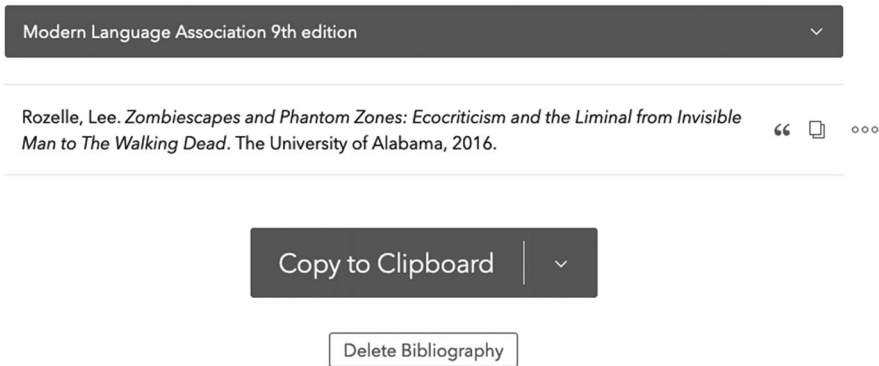 Modern Language Association 9th edition
Rozelle, Lee. Zombiescapes and Phantom Zones: Ecocriticism and the Liminal from Invisible
Man to The Walking Dead. The University of Alabama, 2016.
Copy to Clipboard
Delete Bibliography